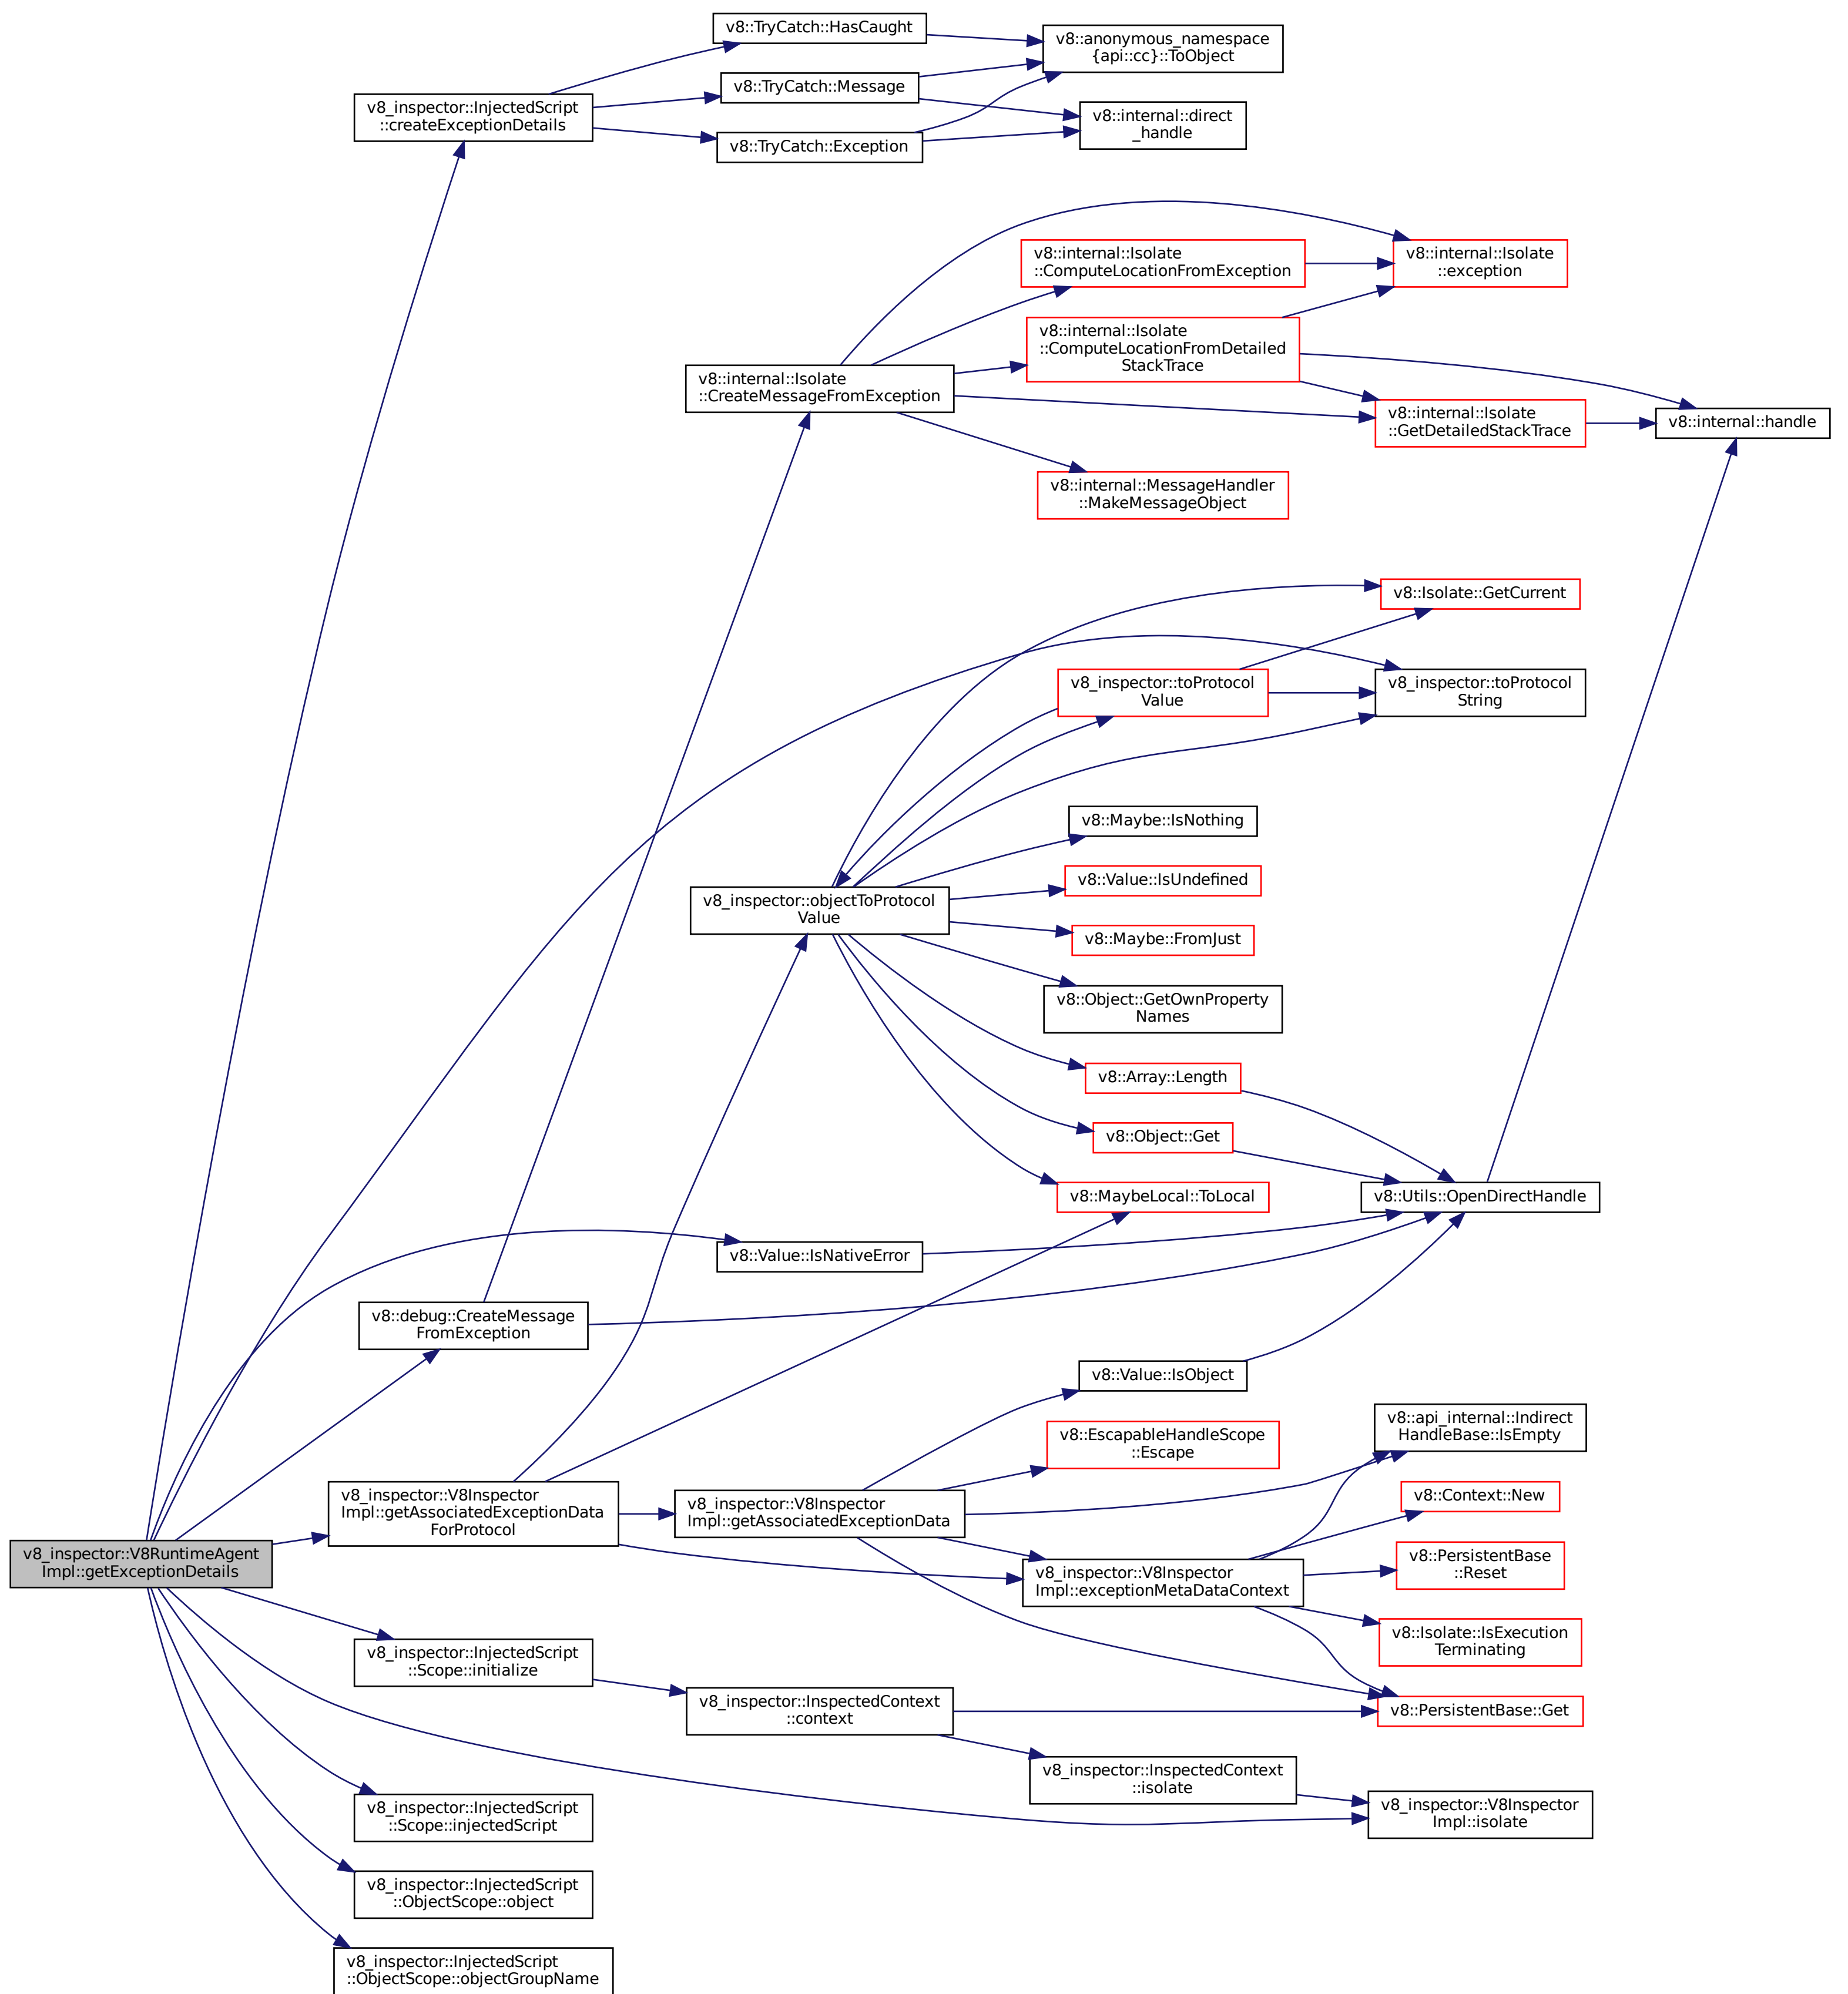 v8::TryCatch::HasCaught
v8::anonymous_namespace
{api::cc}::ToObject
v8::TryCatch::Message
v8_inspector::InjectedScript
::createExceptionDetails
v8::internal::direct
_handle
v8::TryCatch::Exception
v8::internal::Isolate
::ComputeLocationFromException
v8::internal::Isolate
::exception
v8::internal::Isolate
::ComputeLocationFromDetailed
StackTrace
v8::internal::Isolate
::CreateMessageFromException
v8::internal::Isolate
::GetDetailedStackTrace
v8::internal::handle
v8::internal::MessageHandler
::MakeMessageObject
v8::Isolate::GetCurrent
v8_inspector::toProtocol
Value
v8_inspector::toProtocol
String
v8::Maybe::IsNothing
v8::Value::IsUndefined
v8_inspector::objectToProtocol
Value
v8::Maybe::FromJust
v8::Object::GetOwnProperty
Names
v8::Array::Length
v8::Object::Get
v8::MaybeLocal::ToLocal
v8::Utils::OpenDirectHandle
v8::Value::IsNativeError
v8::debug::CreateMessage
FromException
v8::Value::IsObject
v8::api_internal::Indirect
HandleBase::IsEmpty
v8::EscapableHandleScope
::Escape
v8_inspector::V8Inspector
Impl::getAssociatedExceptionData
ForProtocol
v8_inspector::V8Inspector
Impl::getAssociatedExceptionData
v8::Context::New
v8_inspector::V8RuntimeAgent
Impl::getExceptionDetails
v8_inspector::V8Inspector
Impl::exceptionMetaDataContext
v8::PersistentBase
::Reset
v8::Isolate::IsExecution
Terminating
v8_inspector::InjectedScript
::Scope::initialize
v8_inspector::InspectedContext
::context
v8::PersistentBase::Get
v8_inspector::InspectedContext
::isolate
v8_inspector::V8Inspector
Impl::isolate
v8_inspector::InjectedScript
::Scope::injectedScript
v8_inspector::InjectedScript
::ObjectScope::object
v8_inspector::InjectedScript
::ObjectScope::objectGroupName